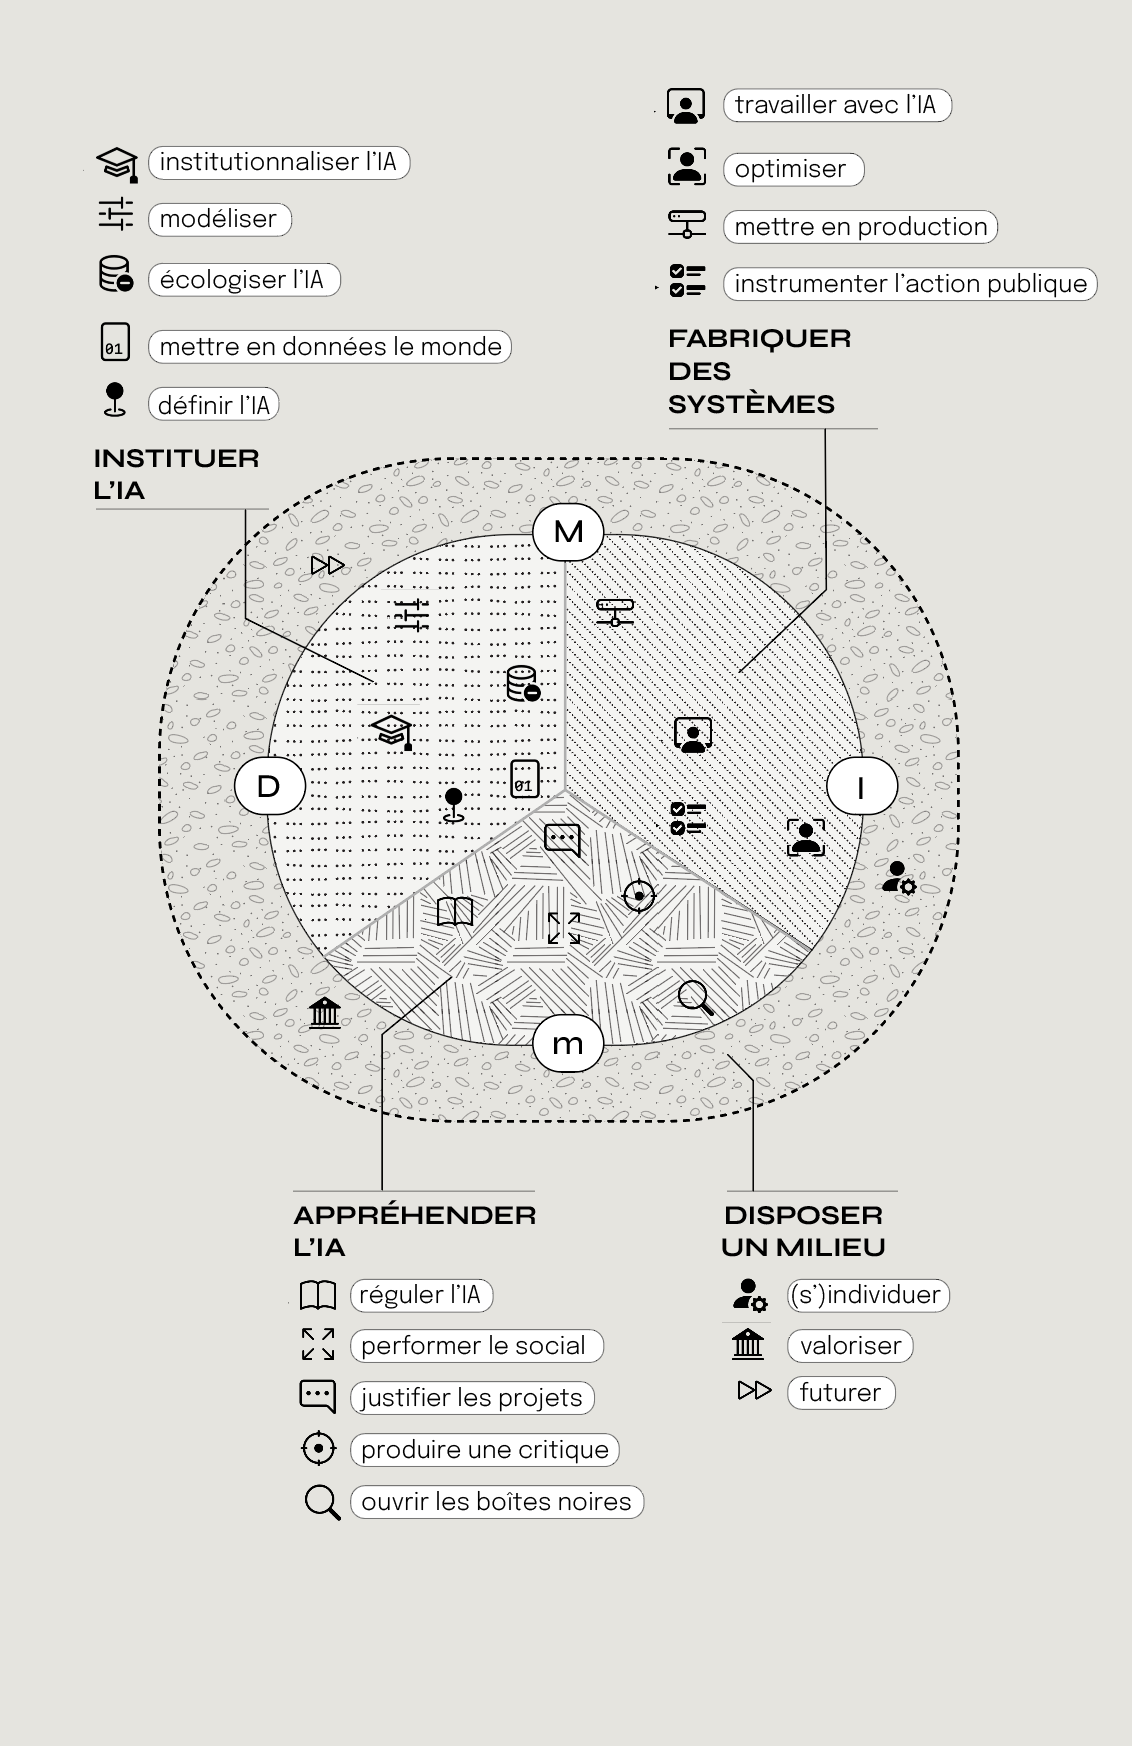 travailler avec l'IA
institutionnaliser l'IA
optimiser
modéliser
mettre en production
écologiser l'IA
instrumenter l'action publique
01
mettre en données le monde
FABRIQUER
DES
SYSTÈMES
définir l'IA
INSTITUER
L'IA
M
01
D
I
m
APPRÉHENDER
L'IA
réguler l'IA
performer le social
justifier les projets
produire une critique
ouvrir les boîtes noires
DISPOSER
UN MILIEU
(s')individuer
valoriser
futurer